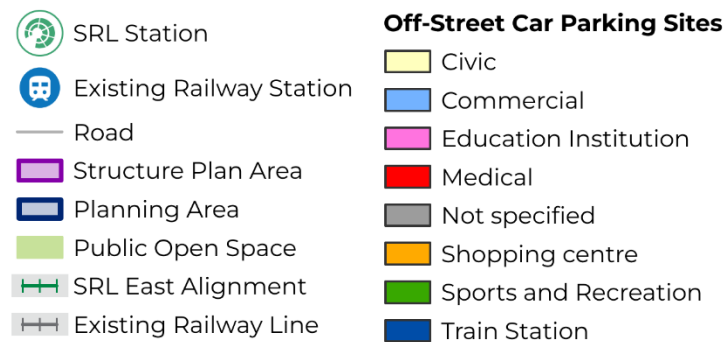 SRL Station
Existing Railway Station
Road
Structure Plan Area
Planning Area
Public Open Space
SRL East Alignment
Existing Railway Line
Off-Street Car Parking Sites
Civic
Commercial
Education Institution
Medical
Not specified
Shopping centre
Sports and Recreation
Train Station